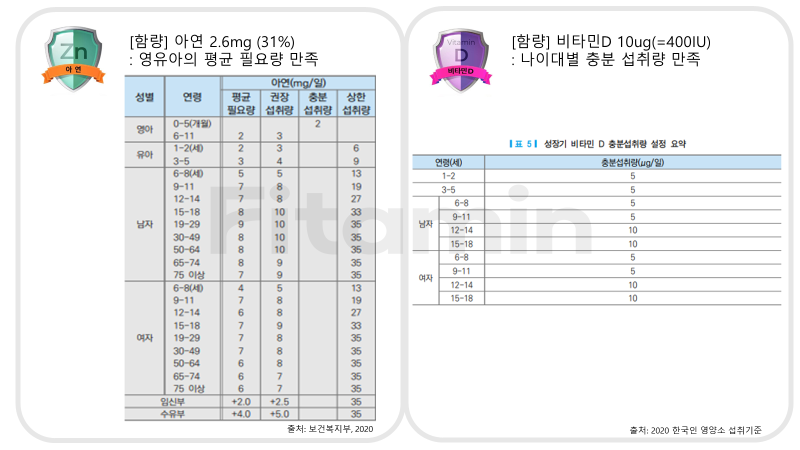 Zn
아 연
[함량] 아연 2.6mg (31%)
: 영유아의 평균 필요량 만족
성별 연령 아연(mg/일)
평균 필요량 권장 섭취량 충분 섭취량 상한 섭취량
영아 0-5(개월) 2
6-11 2 3
유아 1-2(세) 2 3 6
3-5 3 4 9
남자 6-8(세) 5 5 13
9-11 7 8 19
12-14 7 8 27
15-18 8 10 33
19-29 9 10 35
30-49 8 10 35
50-64 8 10 35
65-74 8 9 35
75 이상 7 9 35
여자 6-8(세) 4 5 13
9-11 7 8 19
12-14 6 8 27
15-18 7 9 33
19-29 7 8 35
30-49 7 8 35
50-64 6 8 35
65-74 6 7 35
75 이상 6 7 35
임신부 +2.0 +2.5 35
수유부 +4.0 +5.0 35
출처: 보건복지부, 2020
Vitamin
D
비타민D
[함량] 비타민D 10ug(=400IU)
: 나이대별 충분 섭취량 만족
표 5 성장기 비타민 D 충분섭취량 설정 요약
연령(세) 충분섭취량(μg/일)
1-2 5
3-5 5
남자 6-8 5
9-11 5
12-14 10
15-18 10
여자 6-8 5
9-11 5
12-14 10
15-18 10
출처: 2020 한국인 영양소 섭취기준
Fitamin